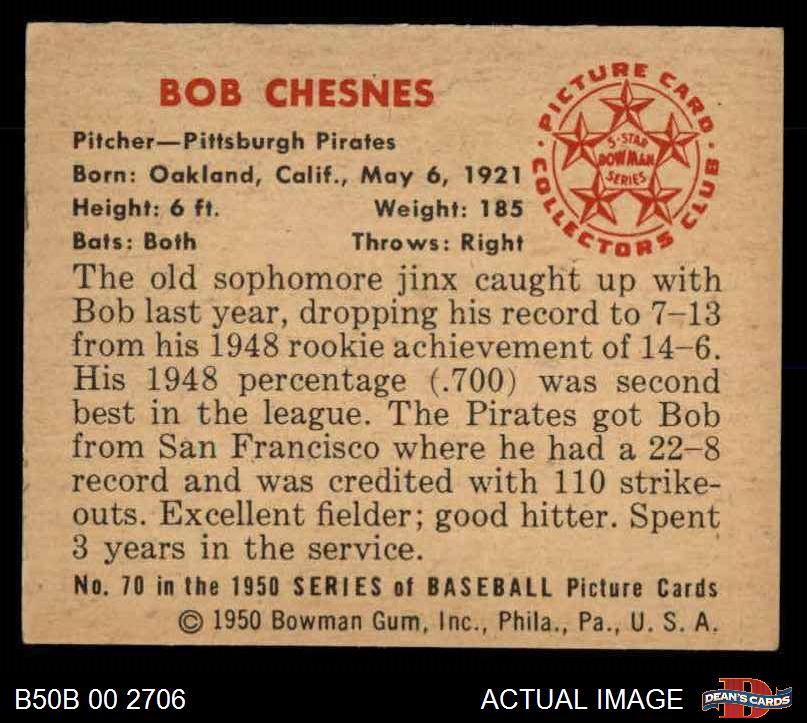 BOB CHESNES
Pitcher—Pittsburgh Pirates
Born: Oakland, Calif., May 6, 1921
Height: 6 ft. Weight: 185
Bats: Both Throws: Right
PICTURE CARD
COLLECTORS CLUB
5-STAR
BOWMAN
SERIES
The old sophomore jinx caught up with
Bob last year, dropping his record to 7–13
from his 1948 rookie achievement of 14–6.
His 1948 percentage (.700) was second
best in the league. The Pirates got Bob
from San Francisco where he had a 22–8
record and was credited with 110 strike-
outs. Excellent fielder; good hitter. Spent
3 years in the service.
No. 70 in the 1950 SERIES of BASEBALL Picture Cards
© 1950 Bowman Gum, Inc., Phila., Pa., U. S. A.
B50B 00 2706
ACTUAL IMAGE
D
DEAN'S CARDS